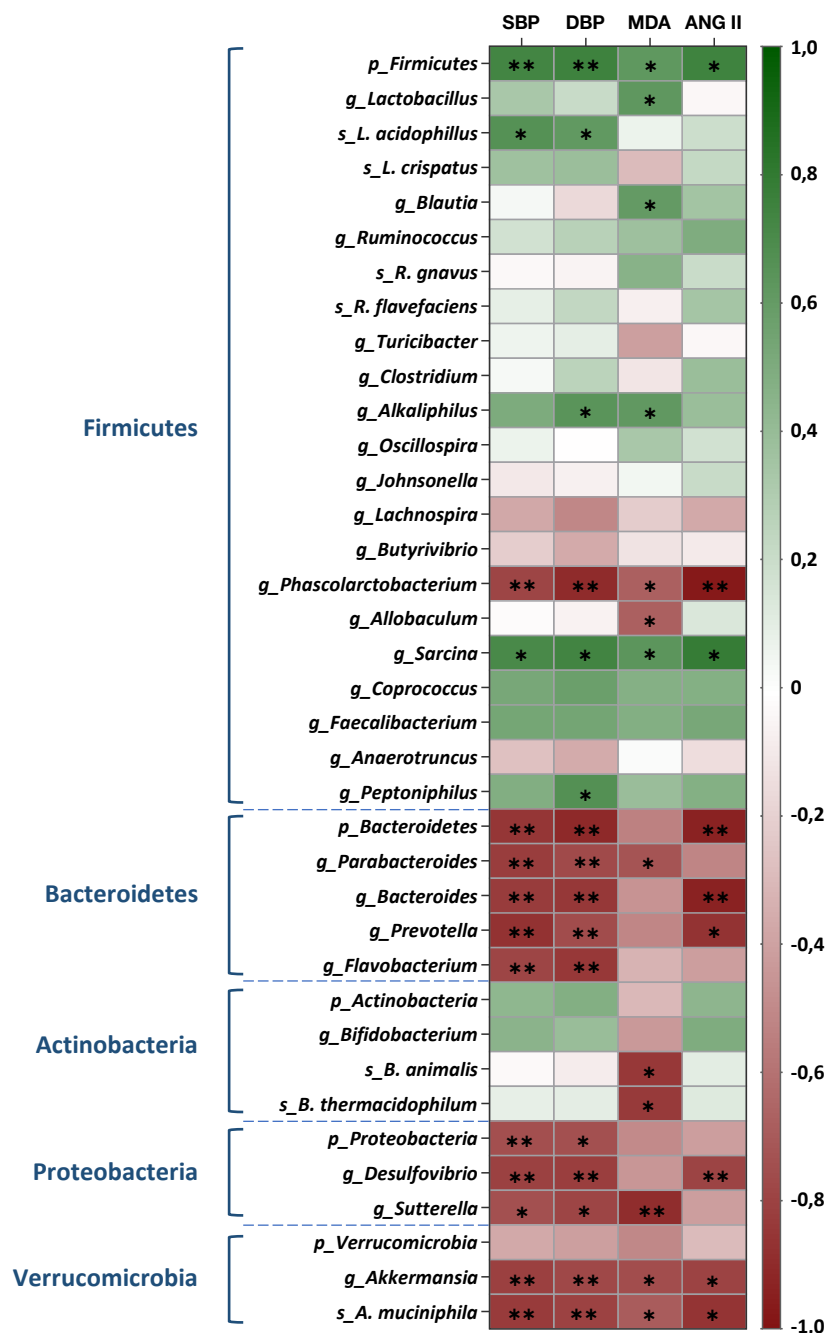 SBP DBP MDA ANG II
p_Firmicutes ** ** * *
g_Lactobacillus *
s_L. acidophillus * *
s_L. crispatus
g_Blautia *
g_Ruminococcus
s_R. gnavus
s_R. flavefaciens
g_Turicibacter
g_Clostridium
g_Alkaliphilus * *
g_Oscillospira
g_Johnsonella
g_Lachnospira
g_Butyrivibrio
g_Phascolarctobacterium ** ** * **
g_Allobaculum *
g_Sarcina * * * *
g_Coprococcus
g_Faecalibacterium
g_Anaerotruncus
g_Peptoniphilus *
p_Bacteroidetes ** ** **
g_Parabacteroides ** ** *
g_Bacteroides ** ** **
g_Prevotella ** ** *
g_Flavobacterium ** **
p_Actinobacteria
g_Bifidobacterium
s_B. animalis *
s_B. thermacidophilum *
p_Proteobacteria ** *
g_Desulfovibrio ** ** **
g_Sutterella * * **
p_Verrucomicrobia
g_Akkermansia ** ** * *
s_A. muciniphila ** ** * *
Firmicutes
Bacteroidetes
Actinobacteria
Proteobacteria
Verrucomicrobia
1,0
0,8
0,6
0,4
0,2
0
-0,2
-0,4
-0,6
-0,8
-1.0